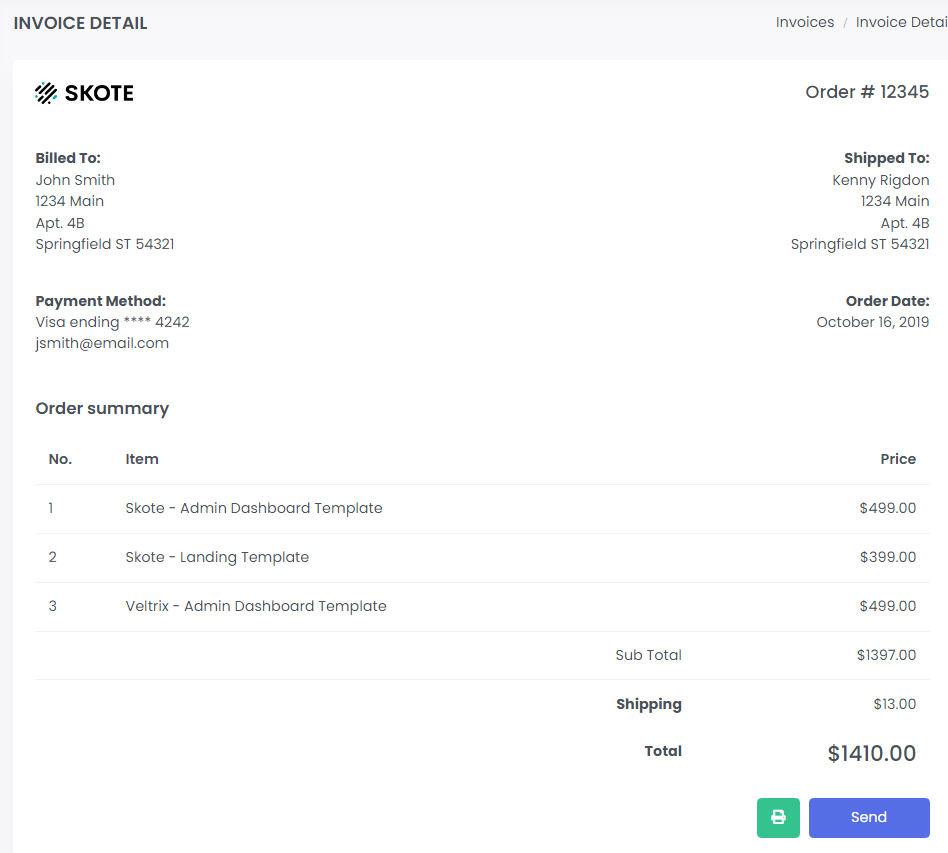 INVOICE DETAIL
Invoices / Invoice Detai
SKOTE
Order # 12345
Billed To:
John Smith
1234 Main
Apt. 4B
Springfield ST 54321
Shipped To:
Kenny Rigdon
1234 Main
Apt. 4B
Springfield ST 54321
Payment Method:
Visa ending **** 4242
jsmith@email.com
Order Date:
October 16, 2019
Order summary
No. Item Price
1 Skote - Admin Dashboard Template $499.00
2 Skote - Landing Template $399.00
3 Veltrix - Admin Dashboard Template $499.00
Sub Total $1397.00
Shipping $13.00
Total $1410.00
Send